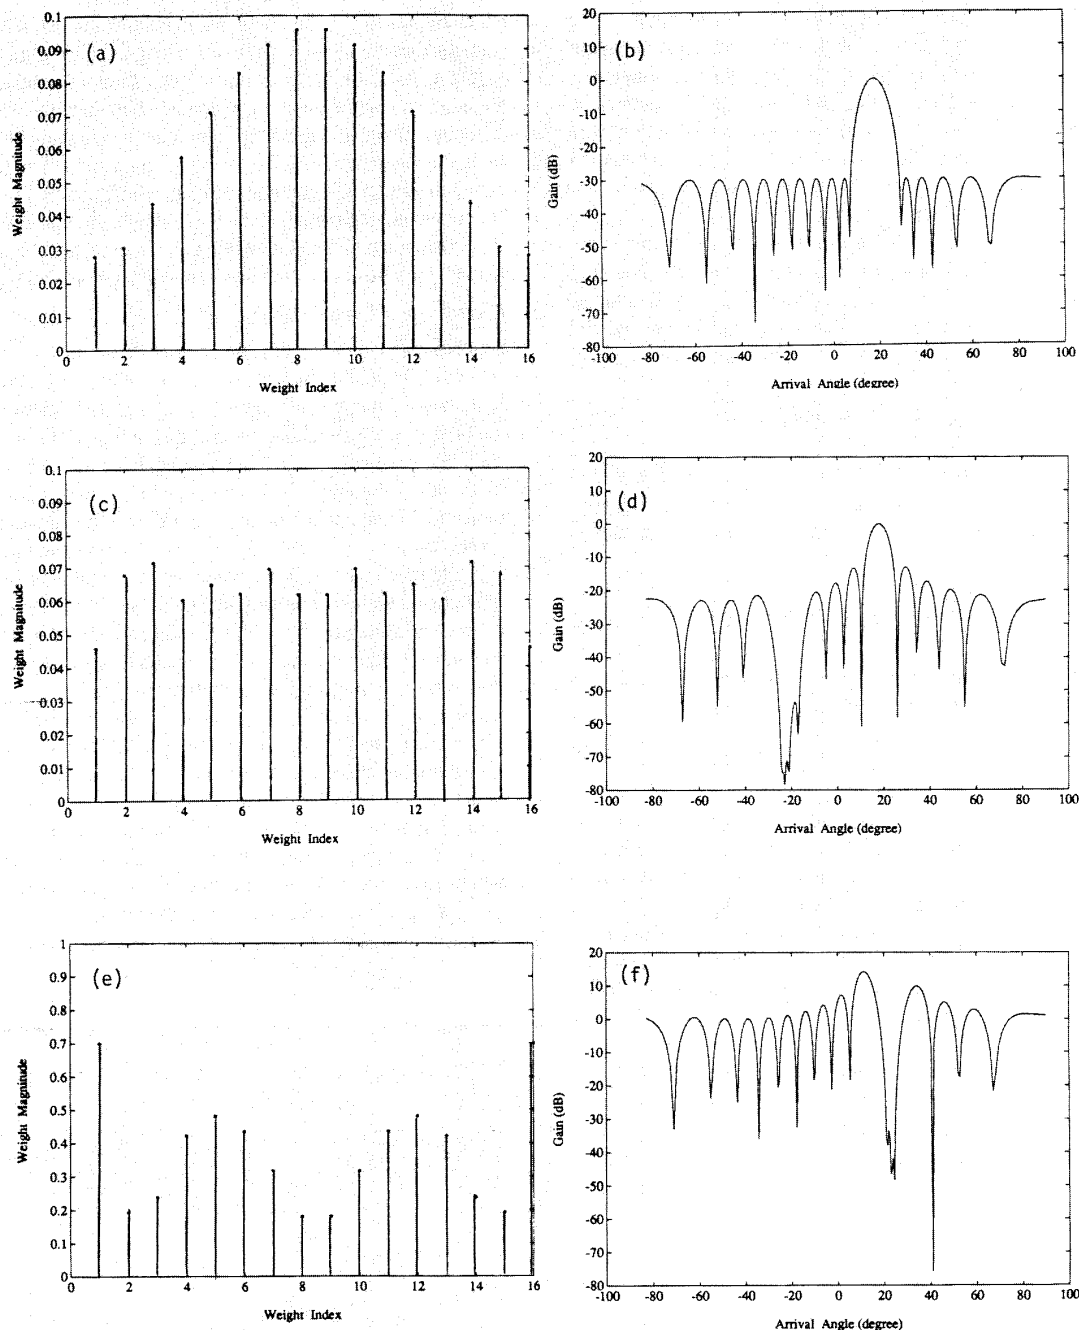 (a)
Weight Magnitude
0.1
0.09
0.08
0.07
0.06
0.05
0.04
0.03
0.02
0.01
0
0 2 4 6 8 10 12 14 16
Weight Index
(b)
Gain (dB)
20
10
0
-10
-20
-30
-40
-50
-60
-70
-80
-100 -80 -60 -40 -20 0 20 40 60 80 100
Arrival Angle (degree)
(c)
Weight Magnitude
0.1
0.09
0.08
0.07
0.06
0.05
0.04
0.03
0.02
0.01
0
0 2 4 6 8 10 12 14 16
Weight Index
(d)
Gain (dB)
20
10
0
-10
-20
-30
-40
-50
-60
-70
-80
-100 -80 -60 -40 -20 0 20 40 60 80 100
Arrival Angle (degree)
(e)
Weight Magnitude
1
0.9
0.8
0.7
0.6
0.5
0.4
0.3
0.2
0.1
0
0 2 4 6 8 10 12 14 16
Weight Index
(f)
Gain (dB)
20
10
0
-10
-20
-30
-40
-50
-60
-70
-80
-100 -80 -60 -40 -20 0 20 40 60 80 100
Arrival Angle (degree)